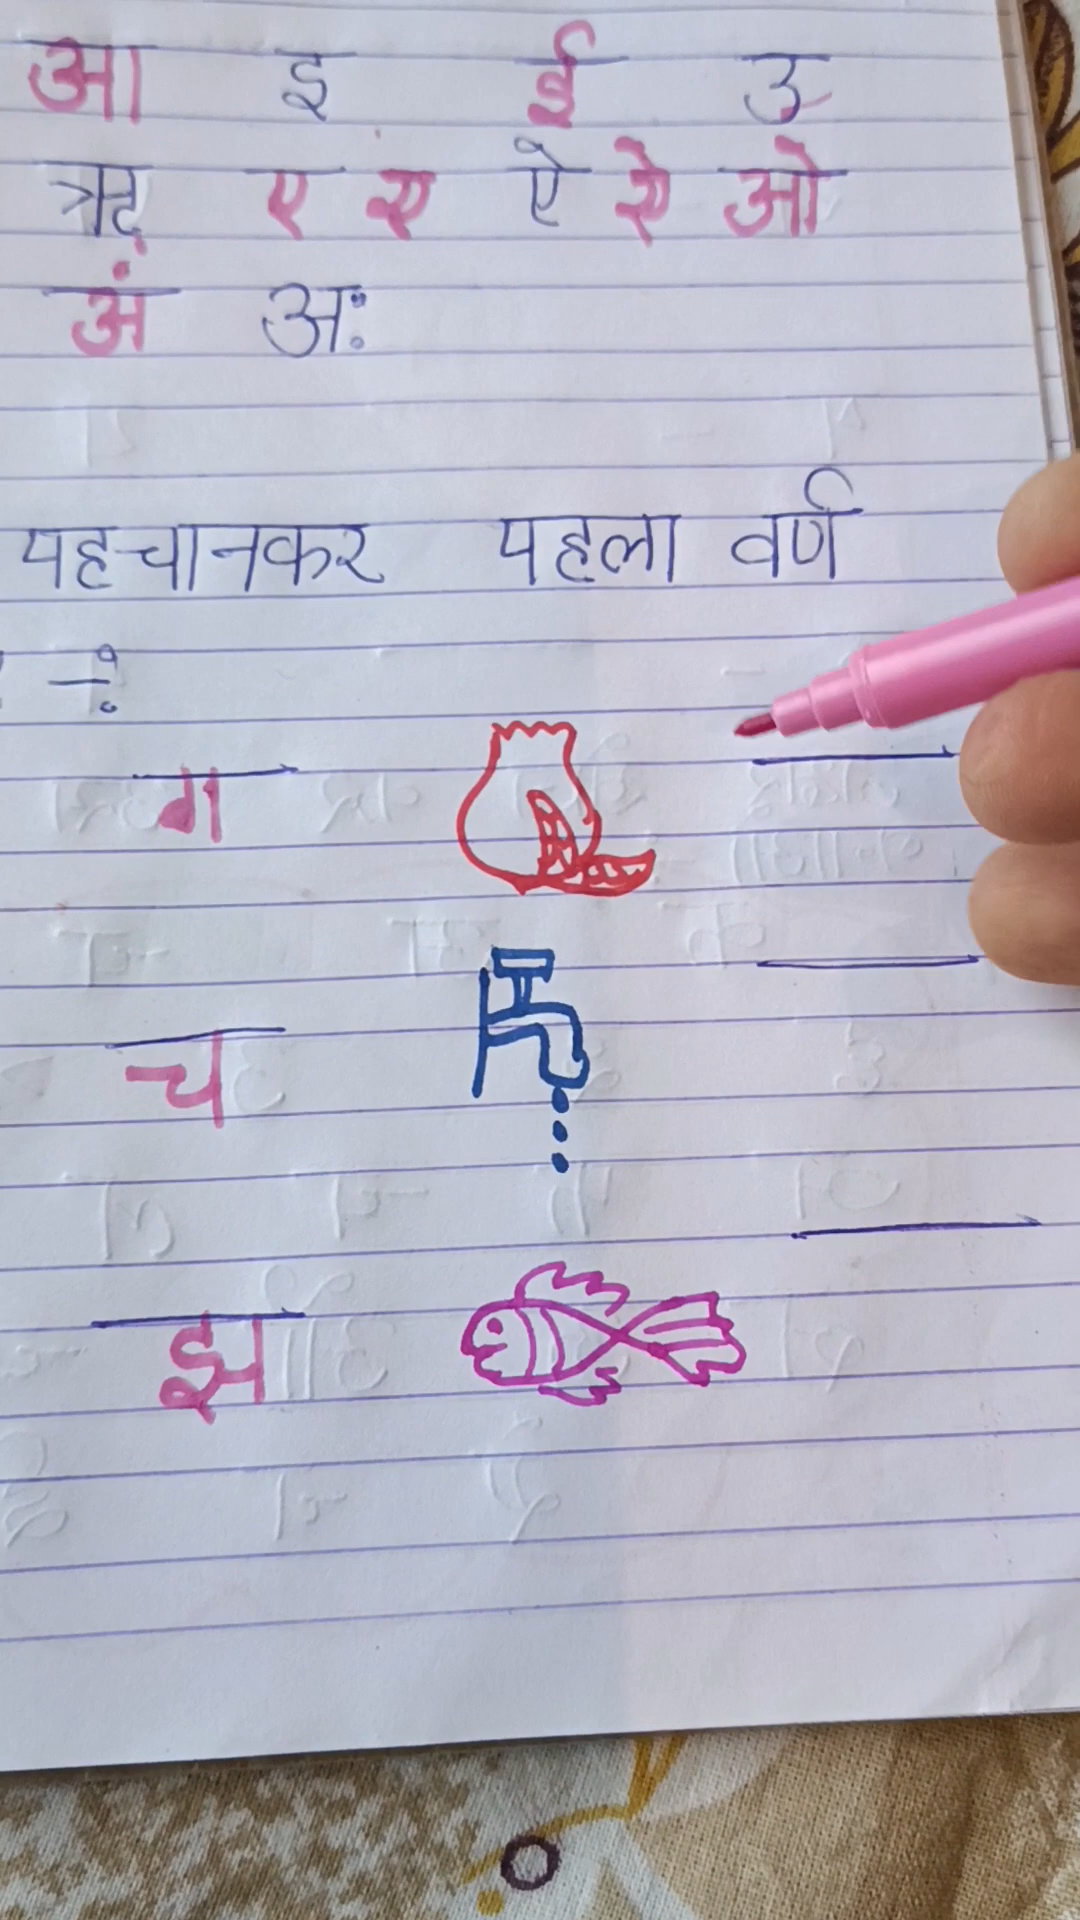 आ इ ई उ
ऋ ए ए ऐ ऐ ओ
अं अः
पहचानकर पहला वर्ण
ग
च
झ